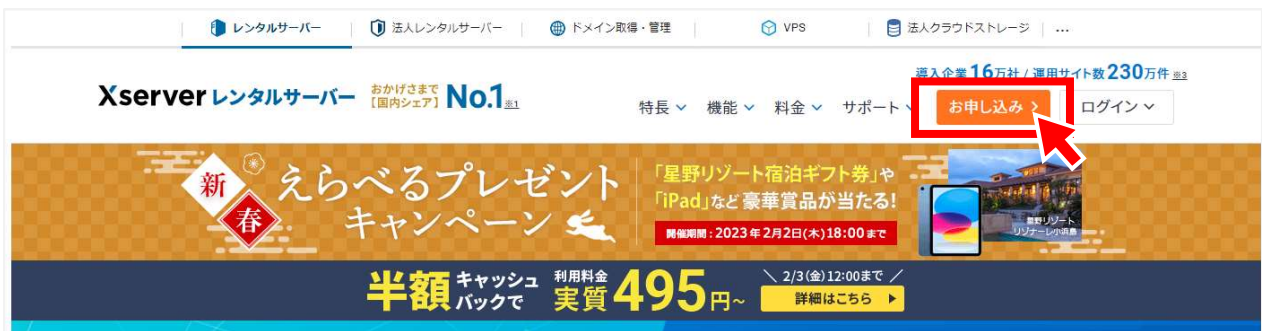 レンタルサーバー
法人レンタルサーバー
ドメイン取得・管理
VPS
法人クラウドストレージ
...
導入企業16万社 / 運用サイト数230万件 ※3
Xserver レンタルサーバー
おかげさまで
【国内シェア】 No.1 ※1
特長
機能
料金
サポート
お申し込み
ログイン
新春
えらべるプレゼント
キャンペーン
「星野リゾート宿泊ギフト券」や
「iPad」など豪華賞品が当たる!
開催期間:2023年2月2日(木)18:00まで
星野リゾート
リゾナーレ小浜島
半額 キャッシュ
バックで
利用料金
実質 495円~
\ 2/3(金)12:00まで /
詳細はこちら